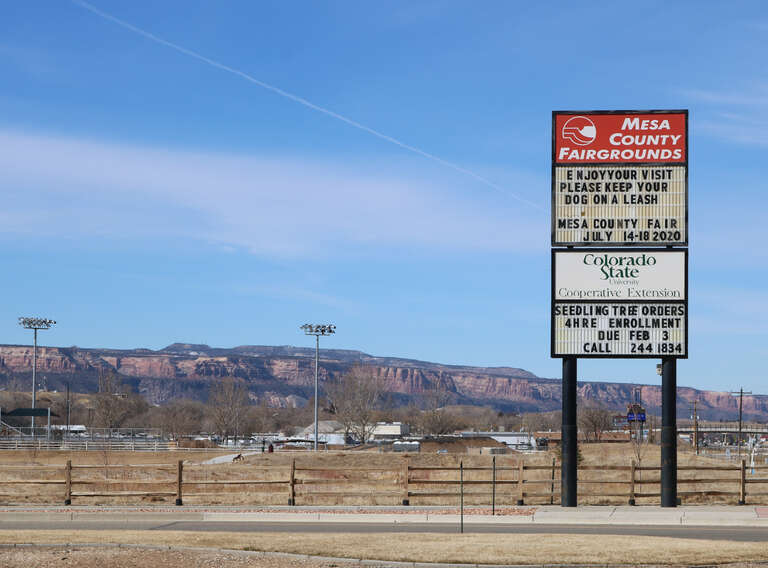 MESA
COUNTY
FAIRGROUNDS
ENJOY YOUR VISIT
PLEASE KEEP YOUR
DOG ON A LEASH
MESA COUNTY FAIR
JULY 14-18 2020
Colorado
State
University
Cooperative Extension
SEEDLING TREE ORDERS
4HRE ENROLLMENT
DUE FEB 3
CALL 244 1834